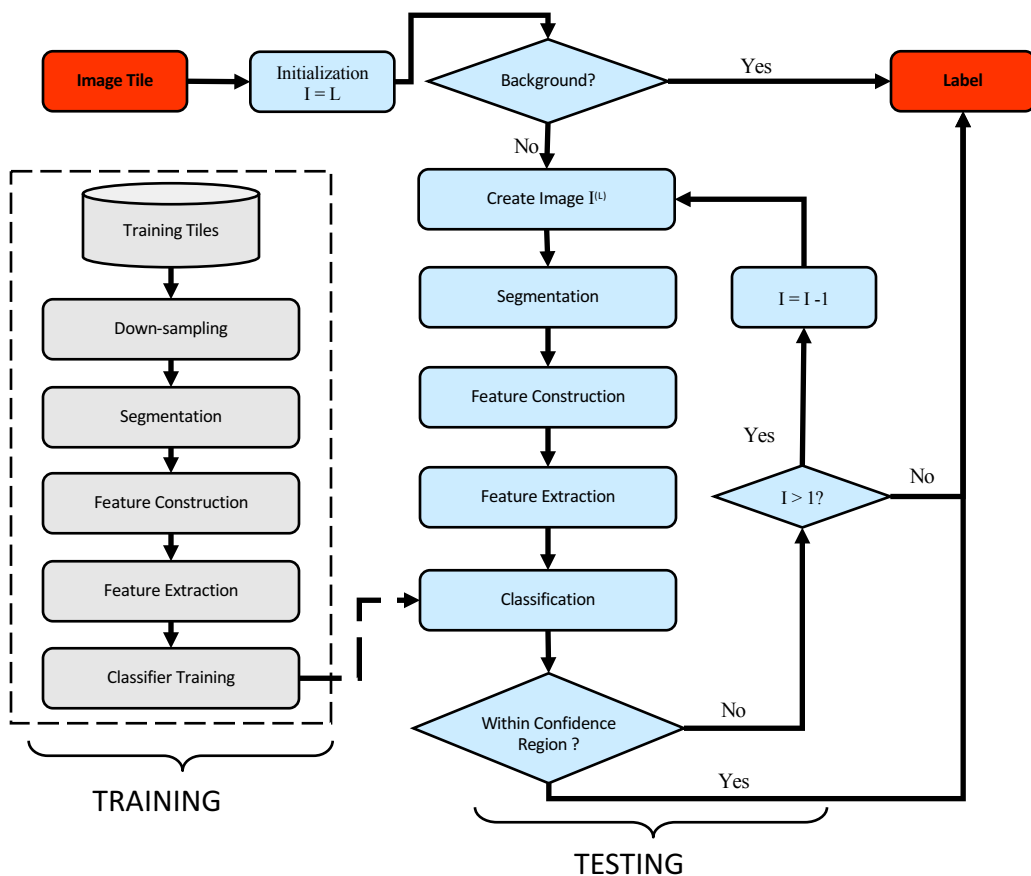 Image Tile
Initialization
I = L
Background?
Yes
Label
No
Create Image I(L)
Segmentation
Feature Construction
Feature Extraction
Classification
Within Confidence
Region ?
No
Yes
I = I -1
Yes
I > 1?
No
Training Tiles
Down-sampling
Segmentation
Feature Construction
Feature Extraction
Classifier Training
TRAINING
TESTING